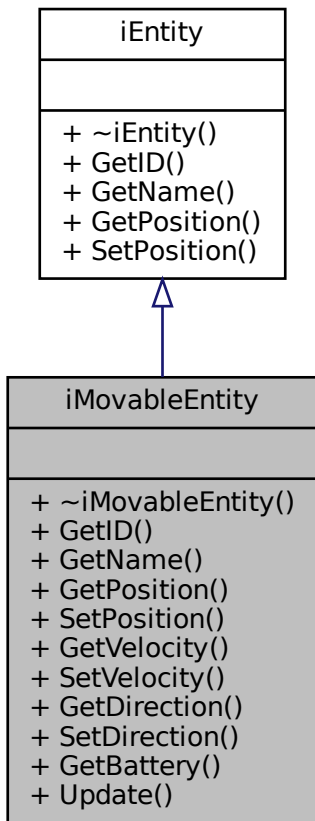 iEntity
+ ~iEntity()
+ GetID()
+ GetName()
+ GetPosition()
+ SetPosition()
iMovableEntity
+ ~iMovableEntity()
+ GetID()
+ GetName()
+ GetPosition()
+ SetPosition()
+ GetVelocity()
+ SetVelocity()
+ GetDirection()
+ SetDirection()
+ GetBattery()
+ Update()